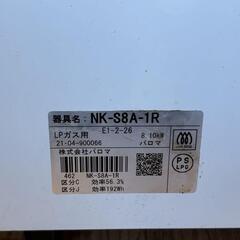 器具名: NK-S8A-1R
E1-2-26
LPガス用 8.10kW
21-04-900066 パロマ
株式会社パロマ
462 NK-S8A-1R
区分C 効率56.3%
区分J 効率192Wh
PS
LPG